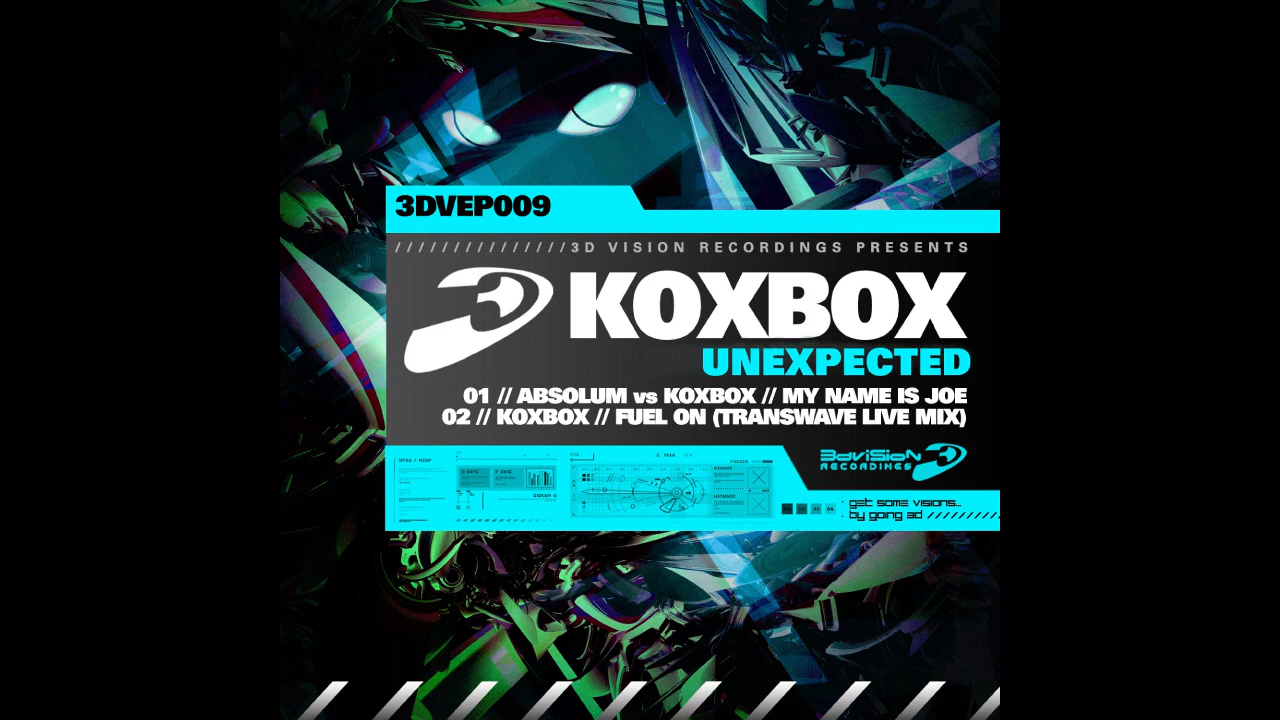 3DVEP009
///////////////3D VISION RECORDINGS PRESENTS
3
KOXBOX
UNEXPECTED
01 // ABSOLUM vs KOXBOX // MY NAME IS JOE
02 // KOXBOX // FUEL ON (TRANSWAVE LIVE MIX)
3DVISION
RECORDINGS
get some visions...
by going 3d //////////